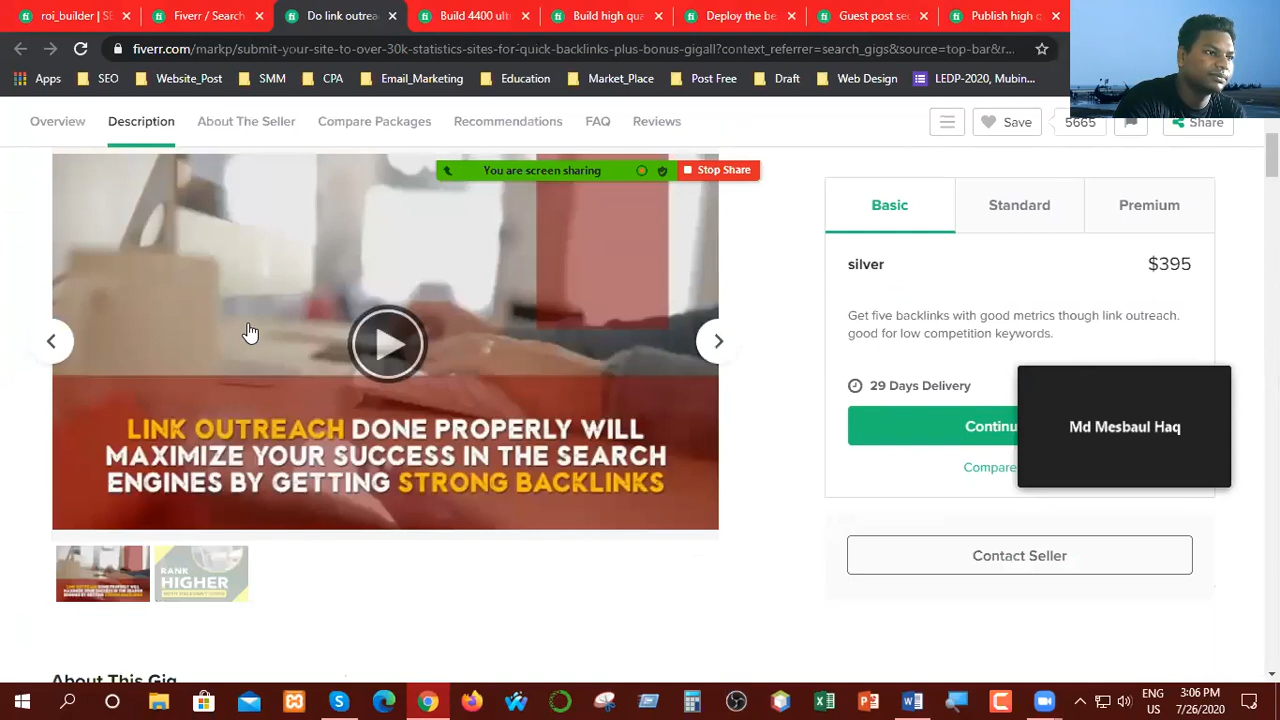 roi_builder | SE
Fiverr / Search
Do link outrea
Build 4400 ult
Build high qua
Deploy the be
Guest post se
Publish high q
fiverr.com/markp/submit-your-site-to-over-30k-statistics-sites-for-quick-backlinks-plus-bonus-gigall?context_referrer=search_gigs&source=top-bar&r...
Apps SEO Website_Post SMM CPA Email_Marketing Education Market_Place Post Free Draft Web Design LEDP-2020, Mubin...
Overview Description About The Seller Compare Packages Recommendations FAQ Reviews Save 5665 Share
You are screen sharing Stop Share
LINK OUTREACH DONE PROPERLY WILL
MAXIMIZE YOUR SUCCESS IN THE SEARCH
ENGINES BY GETTING STRONG BACKLINKS
RANK
HIGHER
Basic Standard Premium
silver $395
Get five backlinks with good metrics though link outreach.
good for low competition keywords.
29 Days Delivery
Continu
Md Mesbaul Haq
Compare
Contact Seller
About This Gig
ENG
US
3:06 PM
7/26/2020